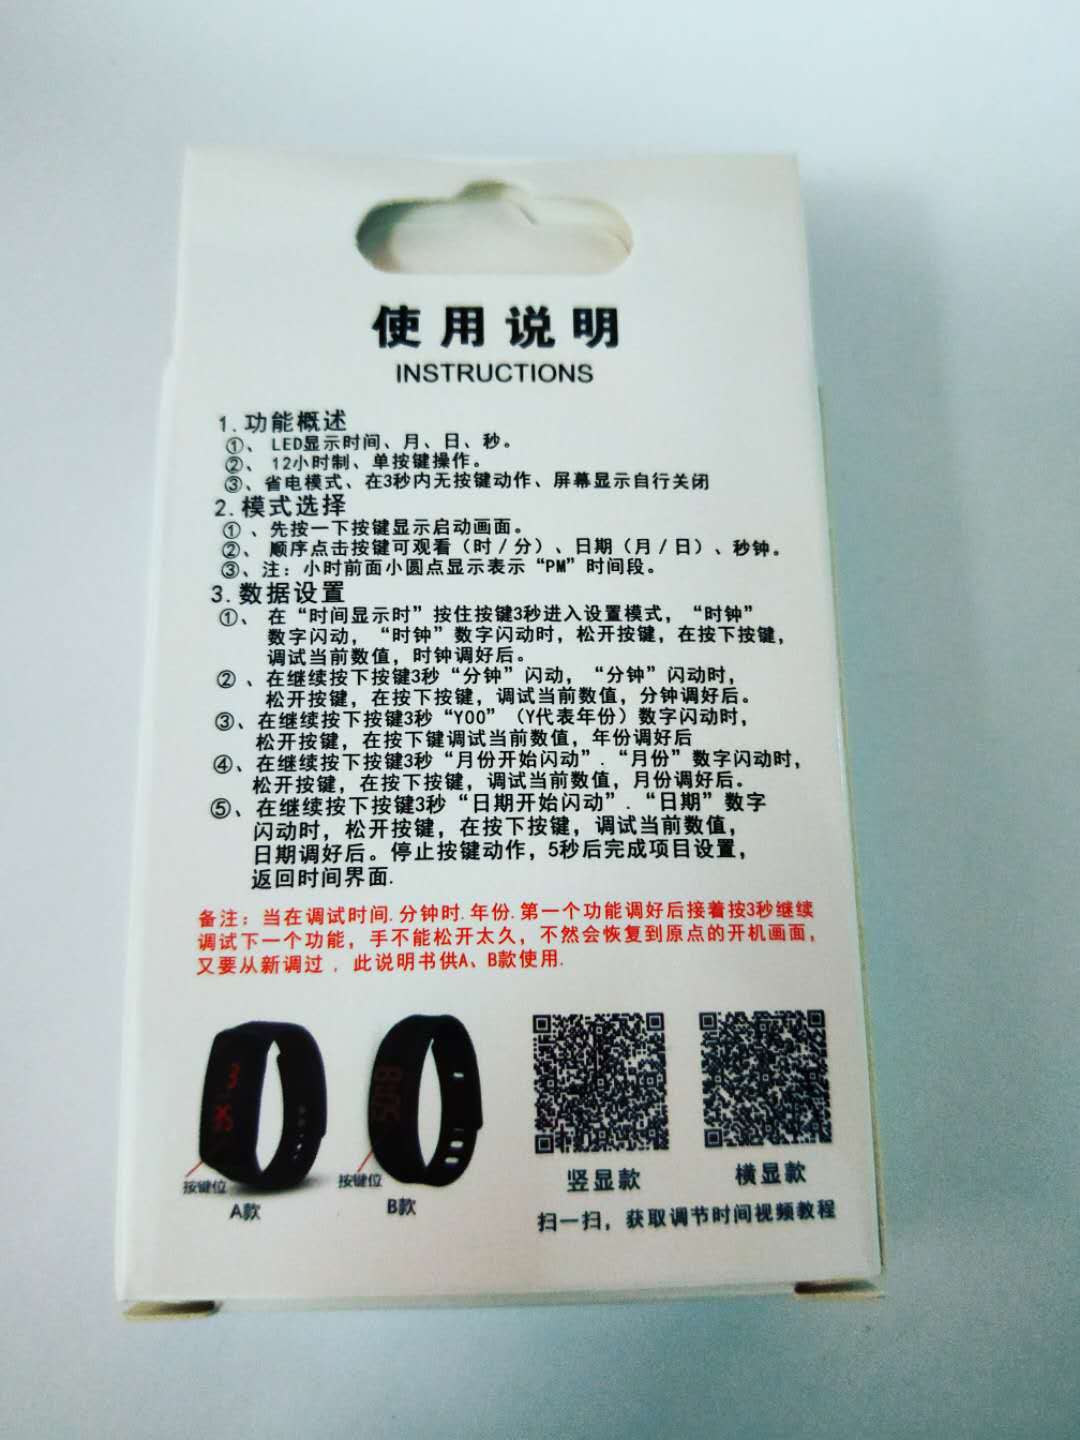 使用说明
INSTRUCTIONS
1.功能概述
①、LED显示时间、月、日、秒。
②、12小时制、单按键操作。
③、省电模式、在3秒内无按键动作、屏幕显示自行关闭
2.模式选择
①、先按一下按键显示启动画面。
②、顺序点击按键可观看（时/分）、日期（月/日）、秒钟。
③、注：小时前面小圆点显示表示“PM”时间段。
3.数据设置
①、在“时间显示时”按住按键3秒进入设置模式，“时钟”
数字闪动，“时钟”数字闪动时，松开按键，在按下按键，
调试当前数值，时钟调好后。
②、在继续按下按键3秒“分钟”闪动，“分钟”闪动时，
松开按键，在按下按键，调试当前数值，分钟调好后。
③、在继续按下按键3秒“Y00”（Y代表年份）数字闪动时，
松开按键，在按下键调试当前数值，年份调好后
④、在继续按下按键3秒“月份开始闪动”.“月份”数字闪动时，
松开按键，在按下按键，调试当前数值，月份调好后。
⑤、在继续按下按键3秒“日期开始闪动”.“日期”数字
闪动时，松开按键，在按下按键，调试当前数值，
日期调好后。停止按键动作，5秒后完成项目设置，
返回时间界面.
备注：当在调试时间.分钟时.年份.第一个功能调好后接着按3秒继续
调试下一个功能，手不能松开太久，不然会恢复到原点的开机画面，
又要从新调过，此说明书供A、B款使用.
按键位
A款
按键位
B款
竖显款
横显款
扫一扫，获取调节时间视频教程